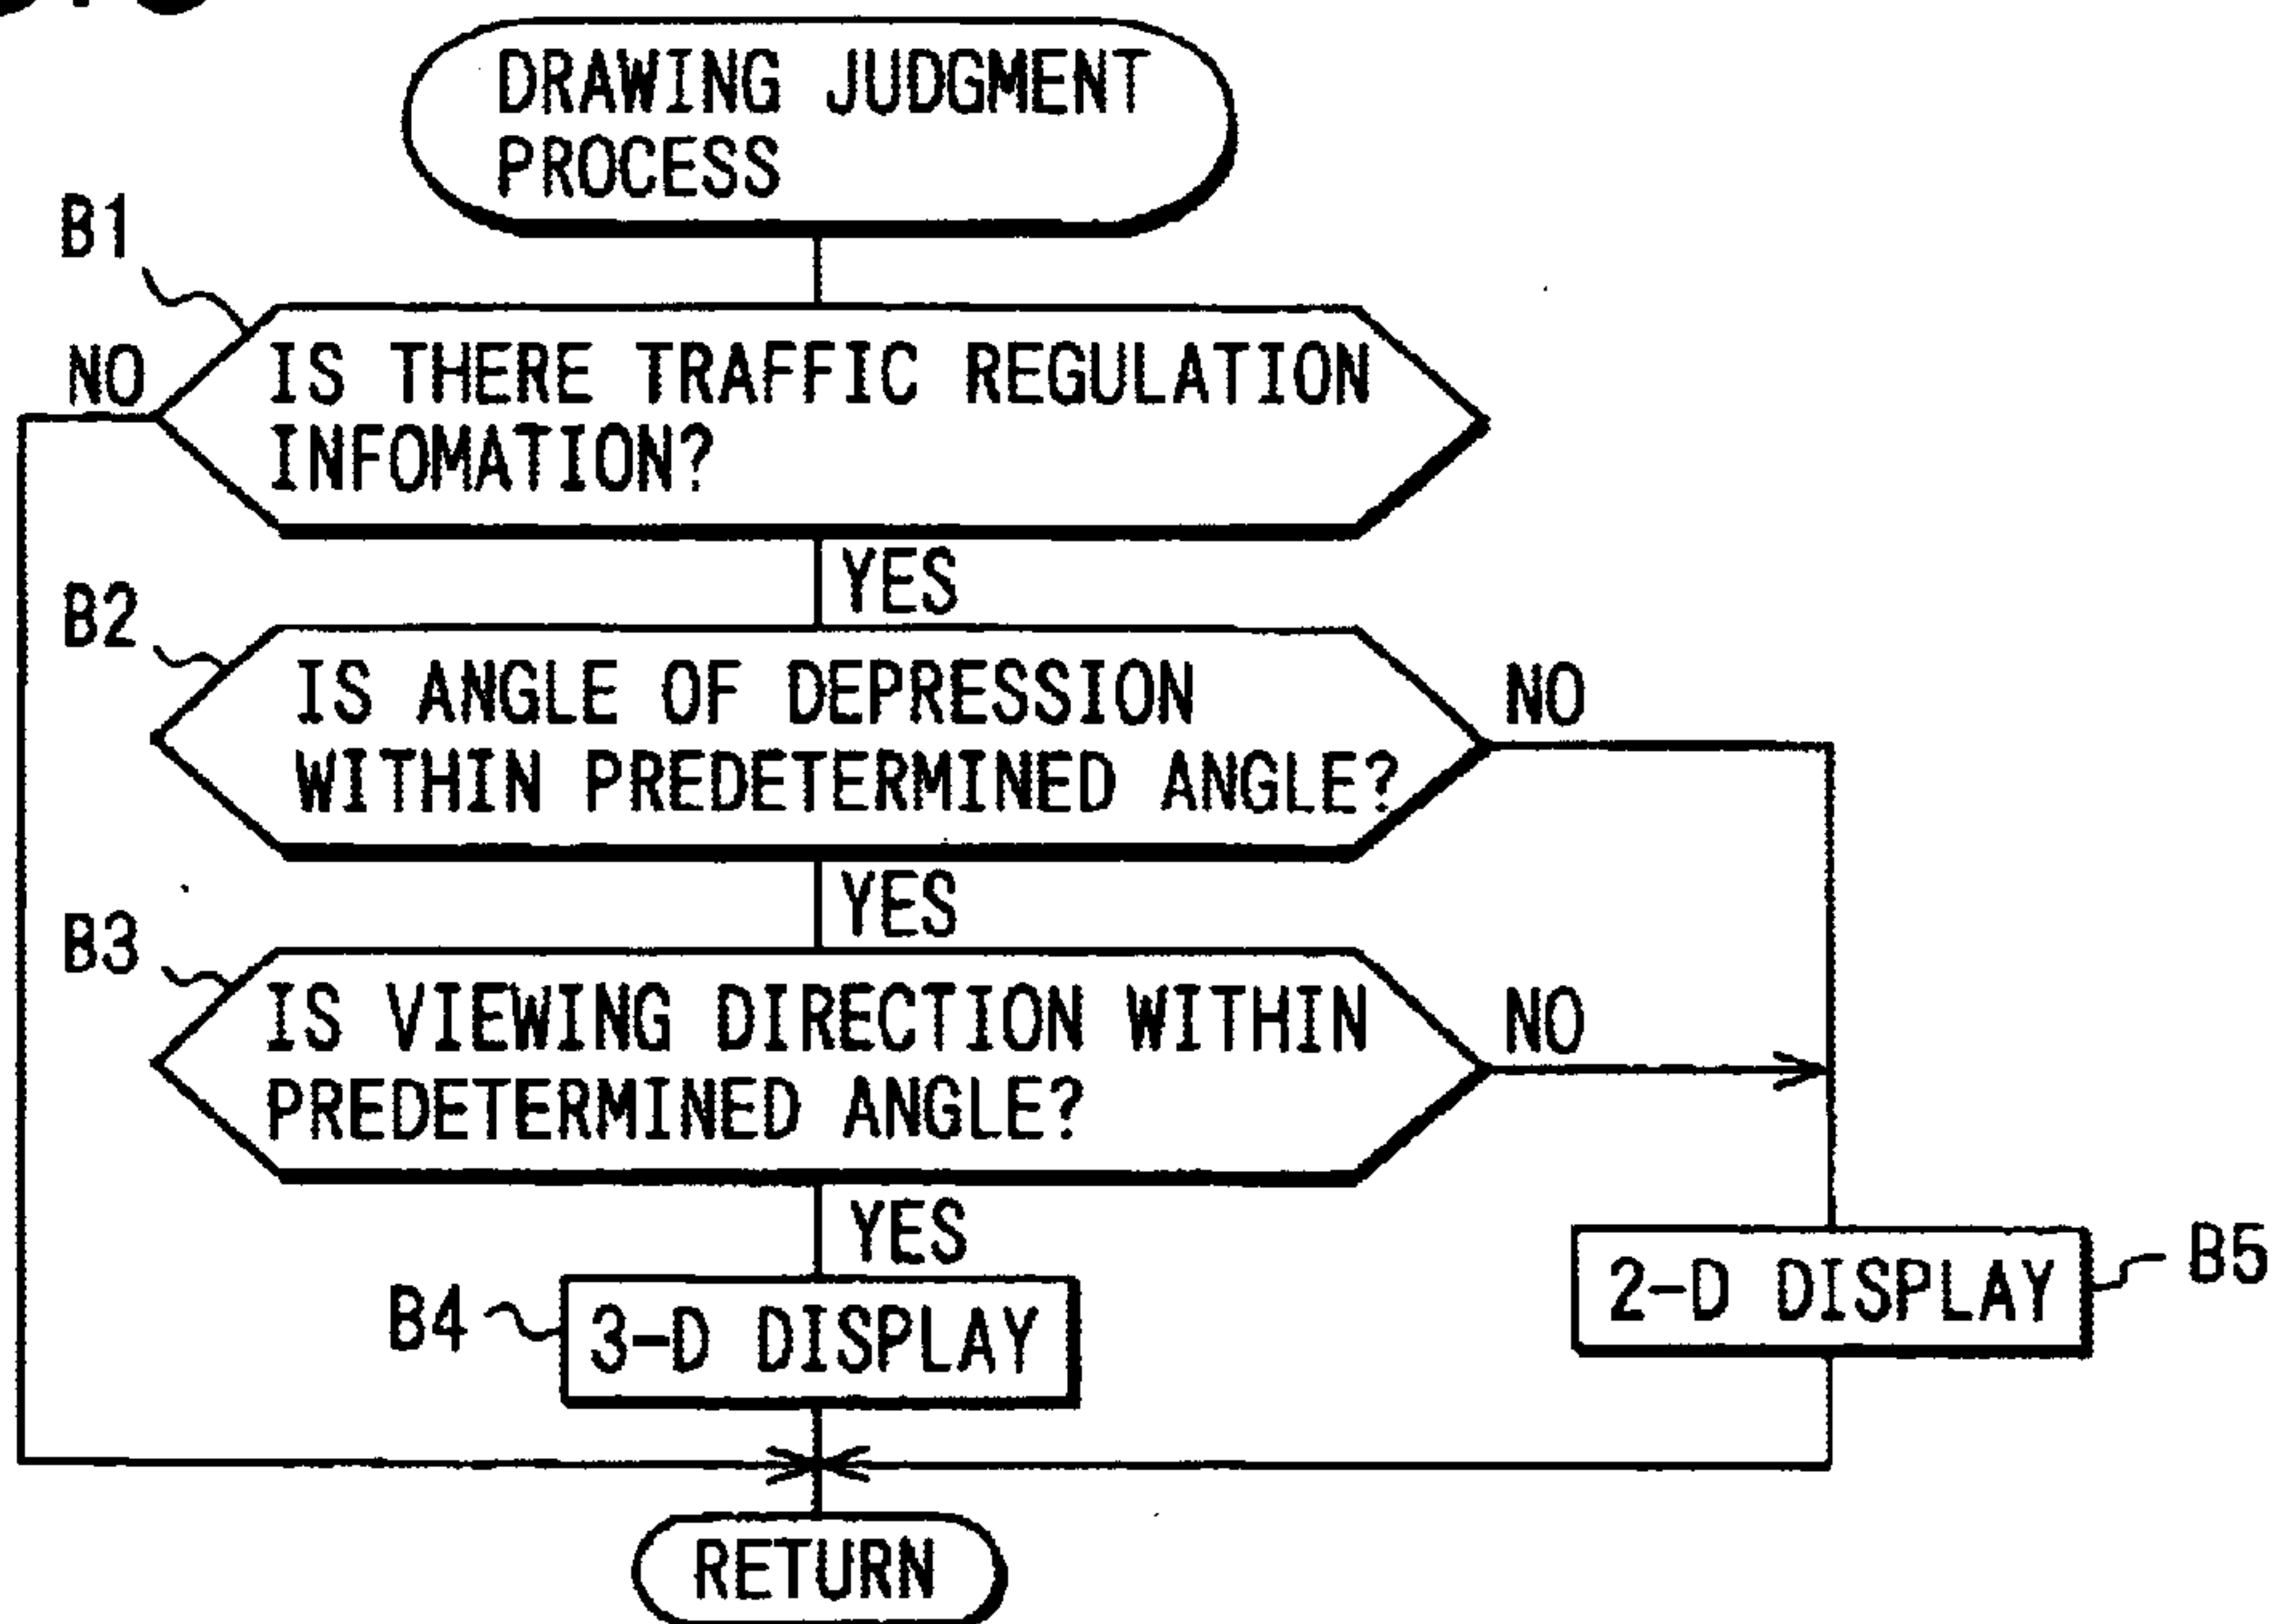 DRAWING JUDGMENT
PROCESS
B1
NO
IS THERE TRAFFIC REGULATION
INFOMATION?
YES
B2
IS ANGLE OF DEPRESSION
WITHIN PREDETERMINED ANGLE?
NO
YES
B3
IS VIEWING DIRECTION WITHIN
PREDETERMINED ANGLE?
NO
YES
B4
3-D DISPLAY
2-D DISPLAY
B5
RETURN